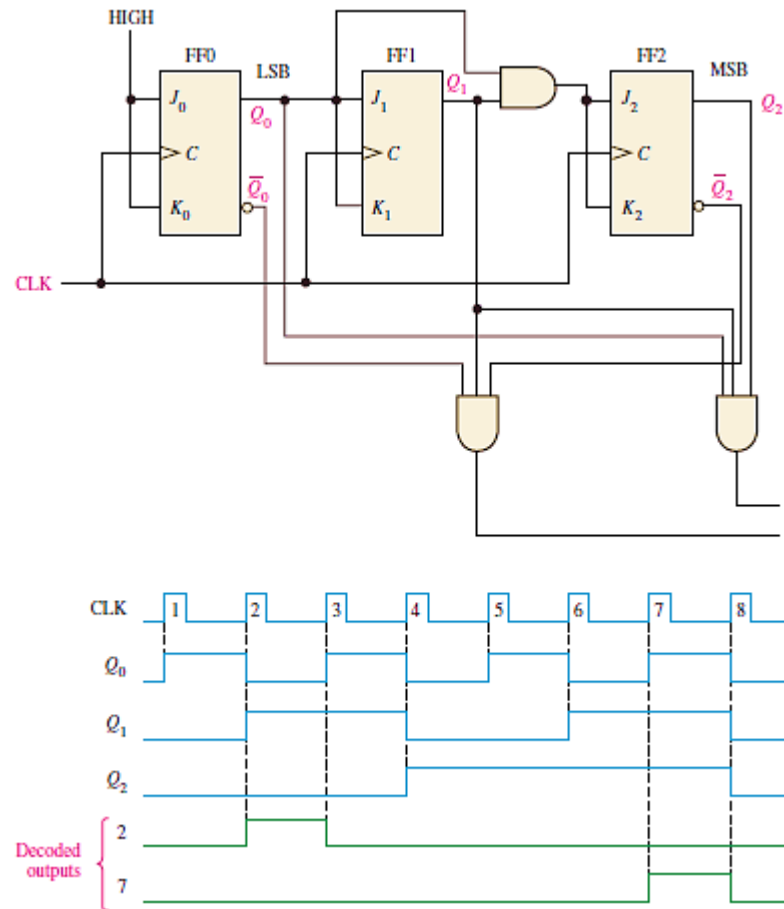 HIGH
FF0
LSB
FF1
FF2
MSB
J₀
Q₀
J₁
Q₁
J₂
Q₂
C
C
C
Q̅₀
Q̅₂
K₀
K₁
K₂
CLK
CLK
1 2 3 4 5 6 7 8
Q₀
Q₁
Q₂
Decoded
outputs
2
7